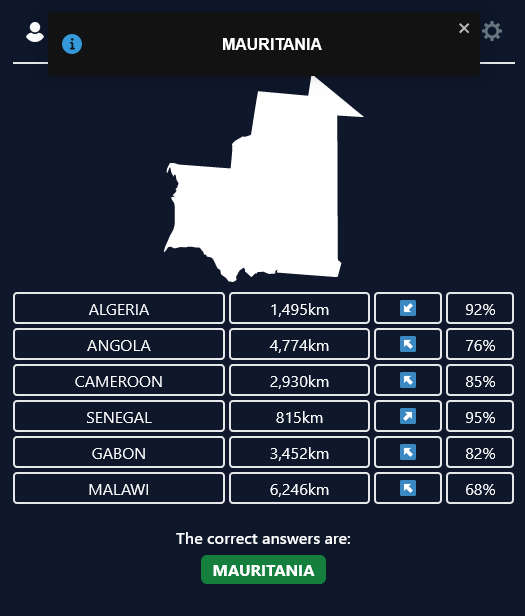 MAURITANIA
ALGERIA 1,495km ↙ 92%
ANGOLA 4,774km ↖ 76%
CAMEROON 2,930km ↖ 85%
SENEGAL 815km ↗ 95%
GABON 3,452km ↖ 82%
MALAWI 6,246km ↖ 68%
The correct answers are:
MAURITANIA